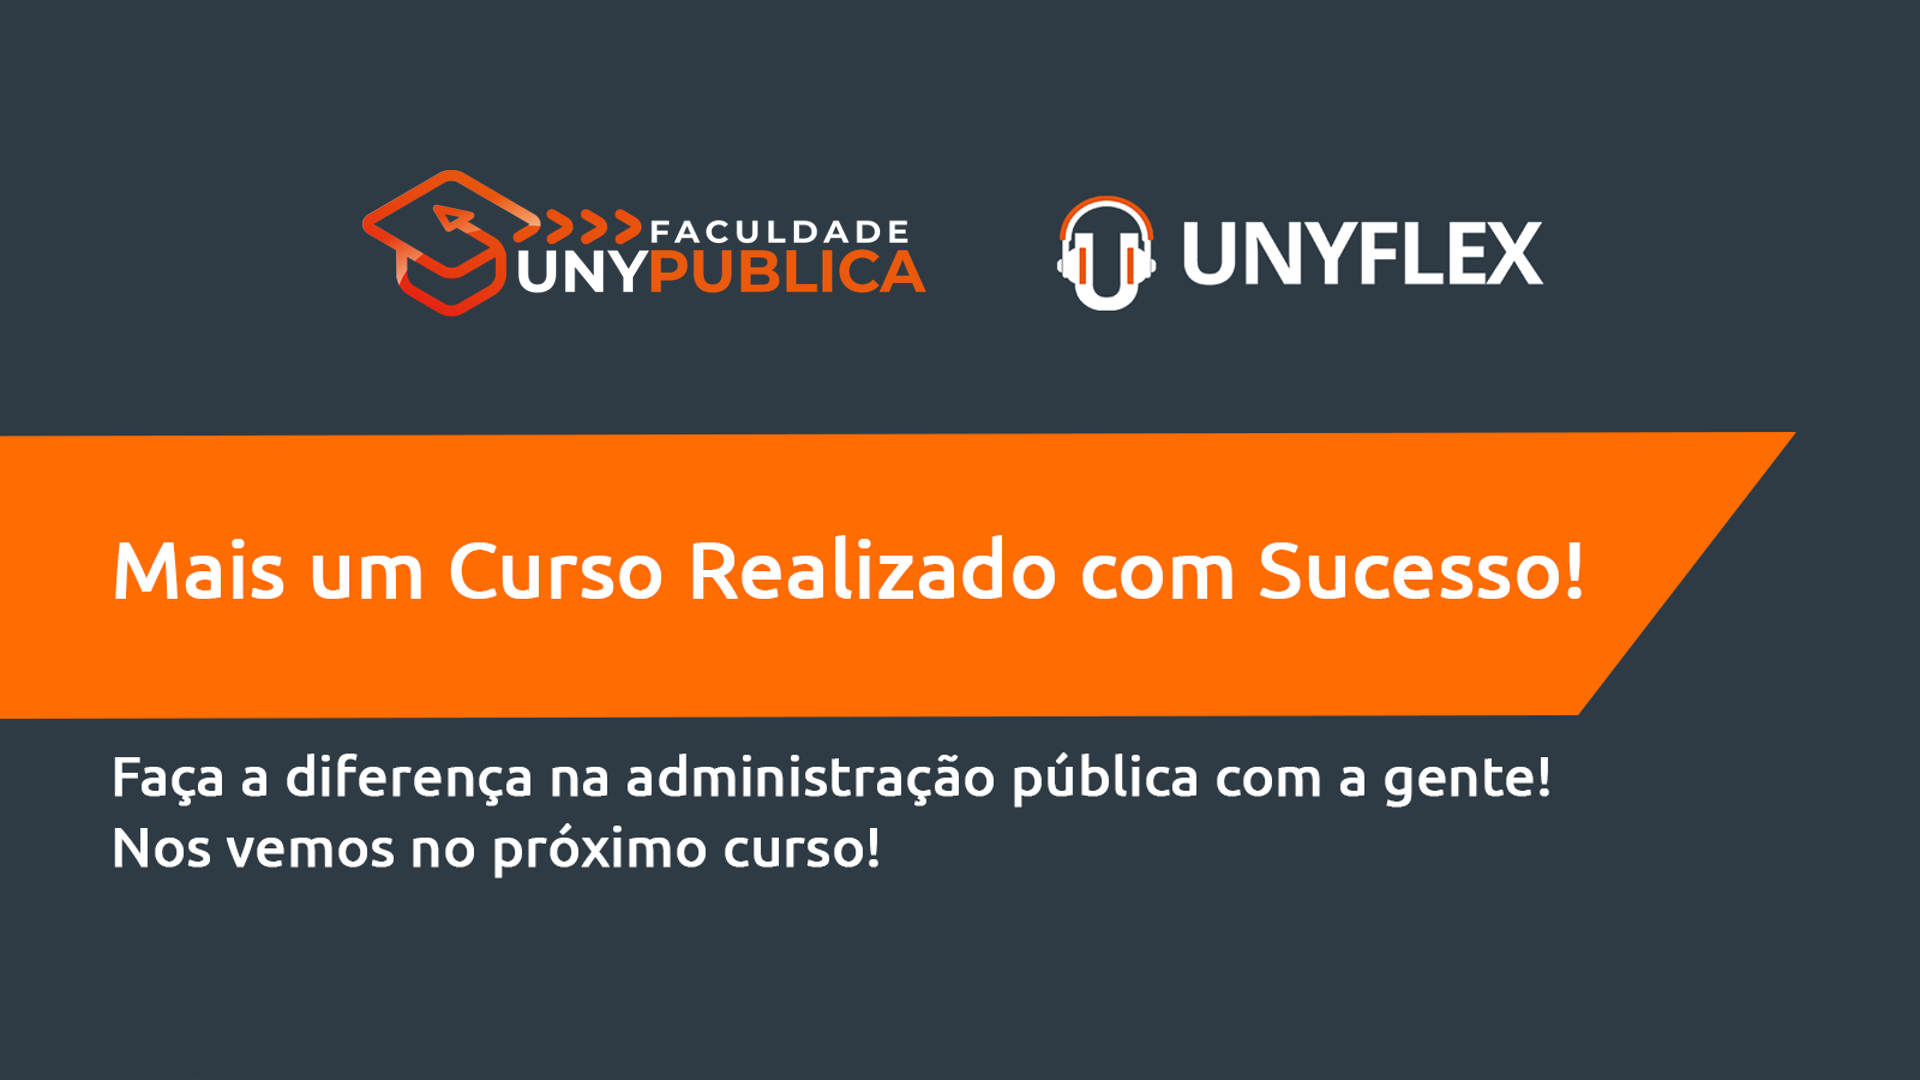 FACULDADE
UNYPUBLICA
UNYFLEX
Mais um Curso Realizado com Sucesso!
Faça a diferença na administração pública com a gente!
Nos vemos no próximo curso!